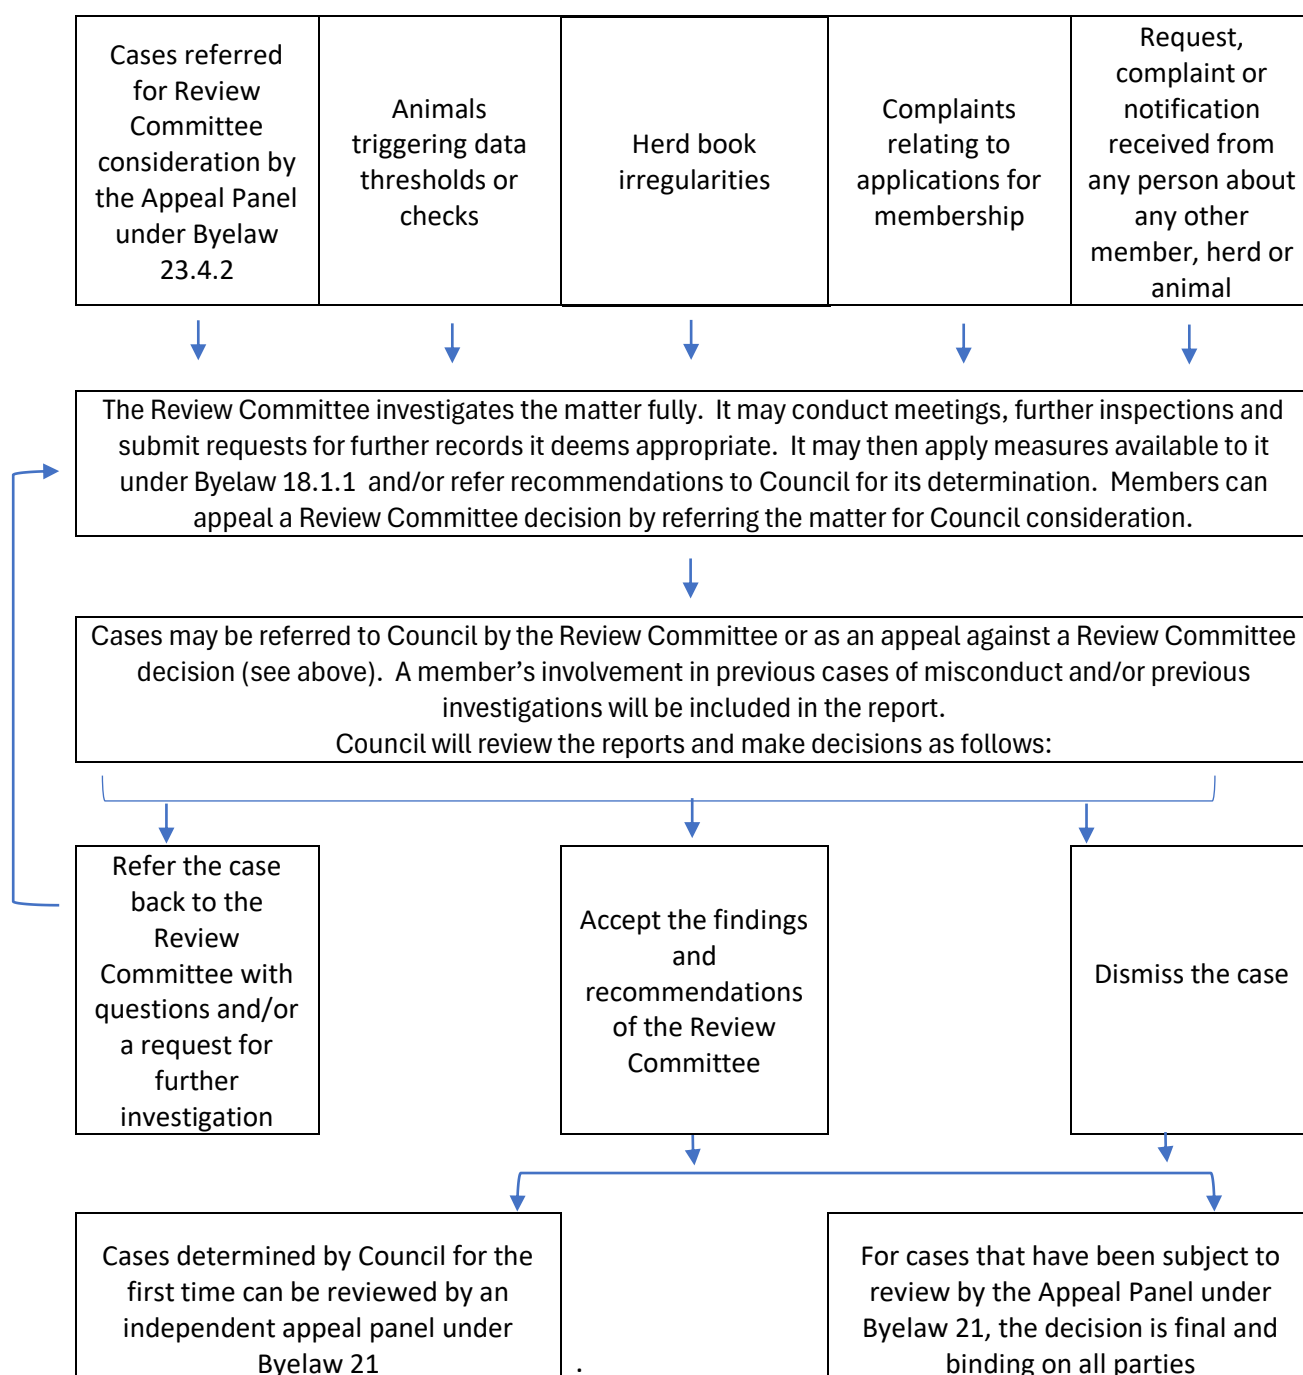 Cases referred
for Review
Committee
consideration by
the Appeal Panel
under Byelaw
23.4.2
Animals
triggering data
thresholds or
checks
Herd book
irregularities
Complaints
relating to
applications for
membership
Request,
complaint or
notification
received from
any person about
any other
member, herd or
animal
The Review Committee investigates the matter fully.  It may conduct meetings, further inspections and
submit requests for further records it deems appropriate.  It may then apply measures available to it
under Byelaw 18.1.1  and/or refer recommendations to Council for its determination.  Members can
appeal a Review Committee decision by referring the matter for Council consideration.
Cases may be referred to Council by the Review Committee or as an appeal against a Review Committee
decision (see above).  A member’s involvement in previous cases of misconduct and/or previous
investigations will be included in the report.
Council will review the reports and make decisions as follows:
Refer the case
back to the
Review
Committee with
questions and/or
a request for
further
investigation
Accept the findings
and
recommendations
of the Review
Committee
Dismiss the case
Cases determined by Council for the
first time can be reviewed by an
independent appeal panel under
Byelaw 21
.
For cases that have been subject to
review by the Appeal Panel under
Byelaw 21, the decision is final and
binding on all parties